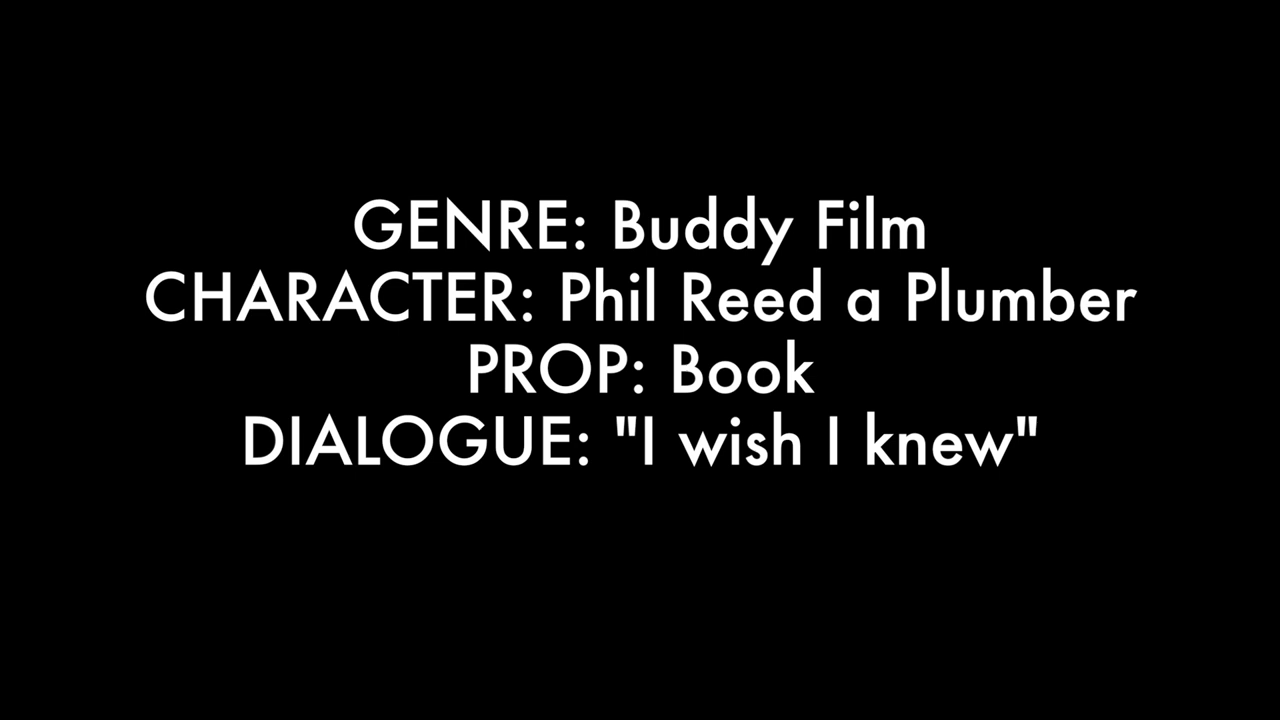 GENRE: Buddy Film
CHARACTER: Phil Reed a Plumber
PROP: Book
DIALOGUE: "I wish I knew"